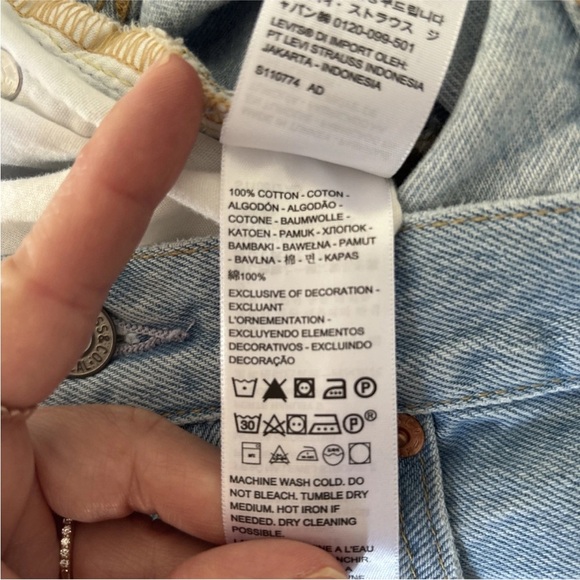 ャパン㈱ 0120-099-501
LEVIS® DI IMPORT OLEH:
PT LEVI STRAUSS INDONESIA
JAKARTA - INDONESIA
S110774 AD
100% COTTON - COTON -
ALGODÓN - ALGODÃO -
COTONE - BAUMWOLLE -
KATOEN - PAMUK - ХЛОПОК -
BAMBAKI - BAWEŁNA - PAMUT
- BAVLNA - 棉 - 면 - KAPAS
綿100%
EXCLUSIVE OF DECORATION -
EXCLUANT
L'ORNEMENTATION -
EXCLUYENDO ELEMENTOS
DECORATIVOS - EXCLUINDO
DECORAÇÃO
P
30 P®
MACHINE WASH COLD. DO
NOT BLEACH. TUMBLE DRY
MEDIUM. HOT IRON IF
NEEDED. DRY CLEANING
POSSIBLE.
A L'EAU